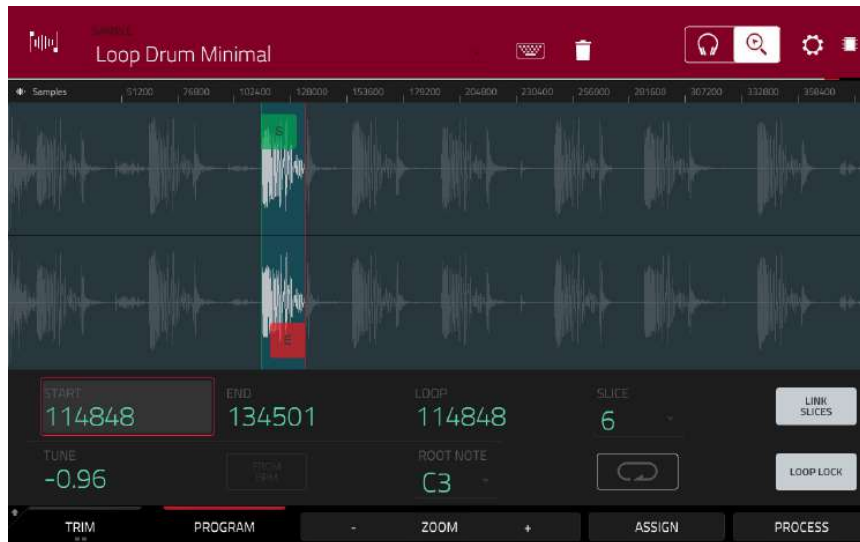 SAMPLE
Loop Drum Minimal
Samples 51200 76800 102400 128000 153600 179200 204800 230400 256000 281600 307200 332800 358400
S
E
START END LOOP SLICE
114848 134501 114848 6
LINK SLICES
TUNE FROM TRIM ROOT NOTE
-0.96 C3
LOOP LOCK
TRIM PROGRAM - ZOOM + ASSIGN PROCESS